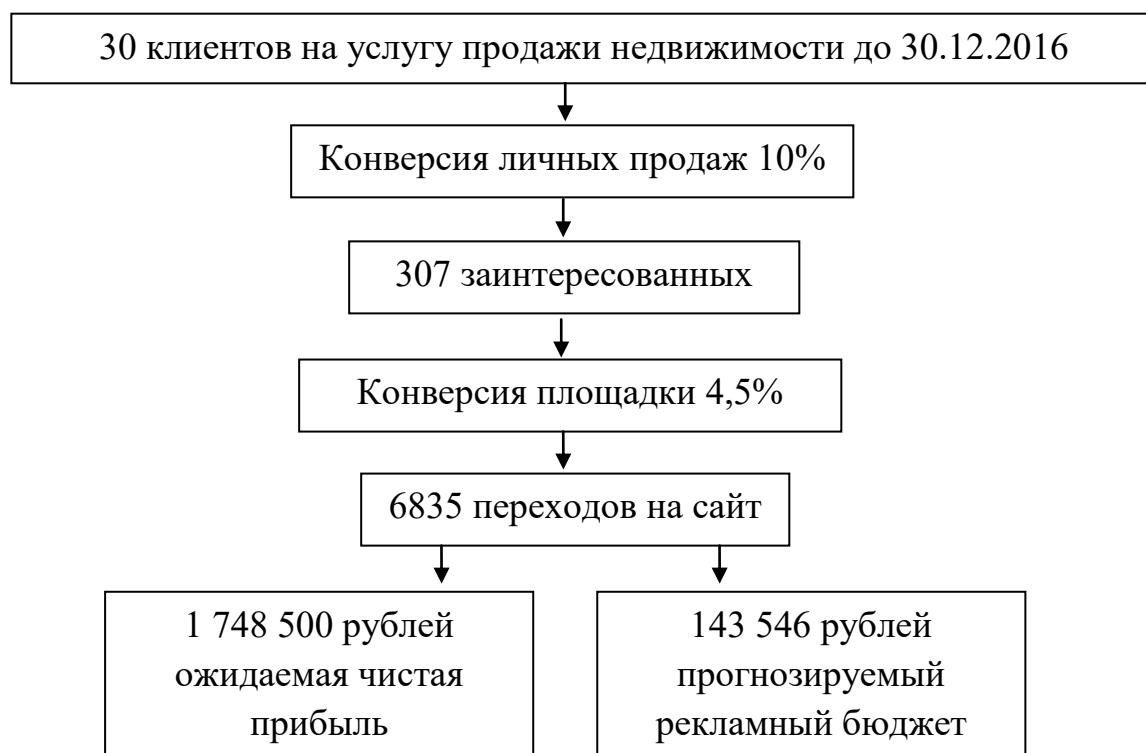 30 клиентов на услугу продажи недвижимости до 30.12.2016
Конверсия личных продаж 10%
307 заинтересованных
Конверсия площадки 4,5%
6835 переходов на сайт
1 748 500 рублей
ожидаемая чистая
прибыль
143 546 рублей
прогнозируемый
рекламный бюджет